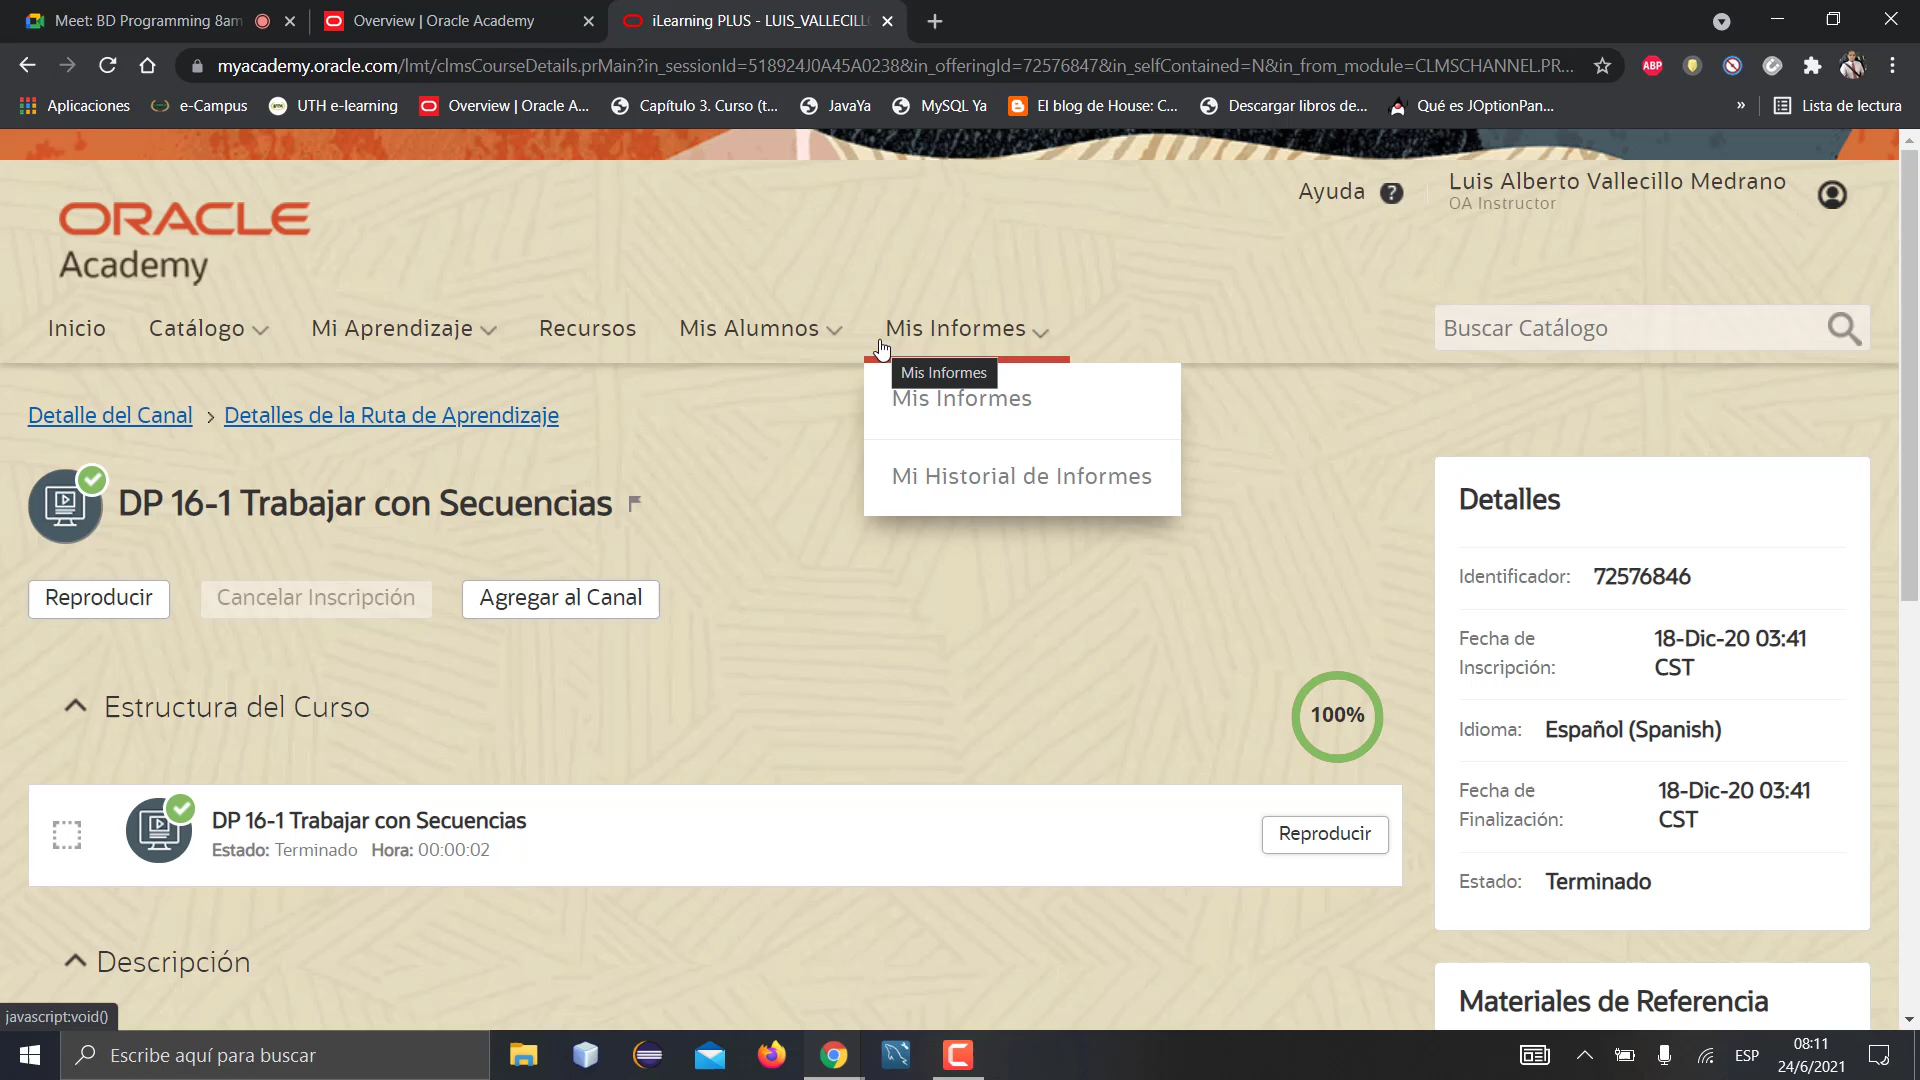 Meet: BD Programming 8am
Overview | Oracle Academy
iLearning PLUS - LUIS_VALLECILL
myacademy.oracle.com/lmt/clmsCourseDetails.prMain?in_sessionId=518924J0A45A0238&in_offeringId=72576847&in_selfContained=N&in_from_module=CLMSCHANNEL.PR...
ABP
Aplicaciones
e-Campus
UTH e-learning
Overview | Oracle A...
Capítulo 3. Curso (t...
JavaYa
MySQL Ya
El blog de House: C...
Descargar libros de...
Qué es JOptionPan...
»
Lista de lectura
Ayuda ?
Luis Alberto Vallecillo Medrano
OA Instructor
ORACLE
Academy
Inicio
Catálogo
Mi Aprendizaje
Recursos
Mis Alumnos
Mis Informes
Buscar Catálogo
Mis Informes
Mis Informes
Mi Historial de Informes
Detalle del Canal > Detalles de la Ruta de Aprendizaje
DP 16-1 Trabajar con Secuencias
Reproducir
Cancelar Inscripción
Agregar al Canal
Estructura del Curso
100%
DP 16-1 Trabajar con Secuencias
Estado: Terminado Hora: 00:00:02
Reproducir
Descripción
Detalles
Identificador: 72576846
Fecha de Inscripción: 18-Dic-20 03:41 CST
Idioma: Español (Spanish)
Fecha de Finalización: 18-Dic-20 03:41 CST
Estado: Terminado
Materiales de Referencia
javascript:void()
Escribe aquí para buscar
ESP
08:11
24/6/2021